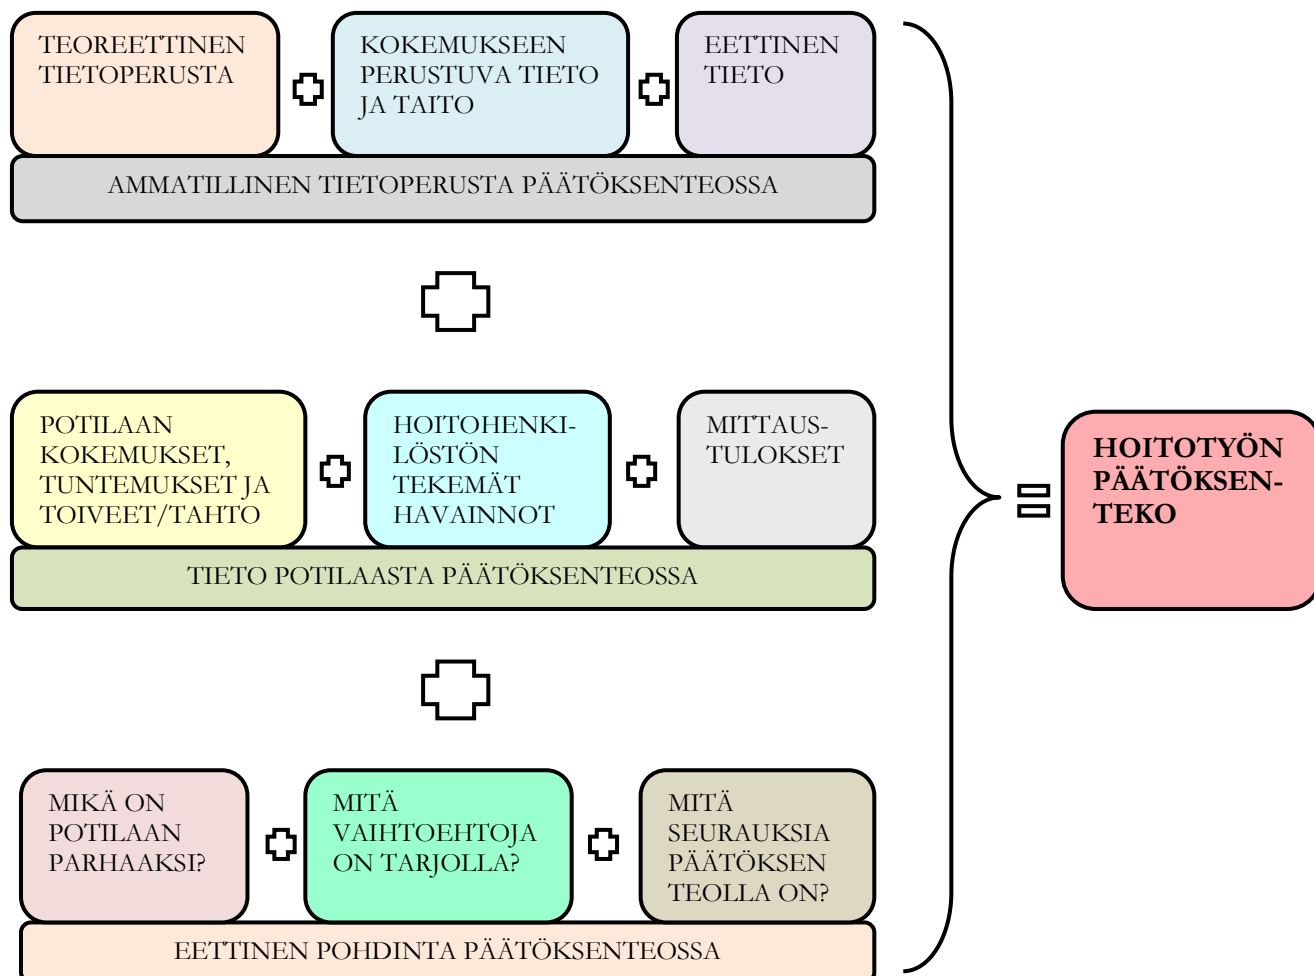 TEOREETTINEN
TIETOPERUSTA
KOKEMUKSEEN
PERUSTUVA TIETO
JA TAITO
EETTINEN
TIETO
AMMATILLINEN TIETOPERUSTA PÄÄTÖKSENTEOSSA
POTILAAN
KOKEMUKSET,
TUNTEMUKSET JA
TOIVEET/TAHTO
HOITOHENKI-
LÖSTÖN
TEKEMÄT
HAVAINNOT
MITTAUS-
TULOKSET
TIETO POTILAASTA PÄÄTÖKSENTEOSSA
HOITOTYÖN
PÄÄTÖKSEN-
TEKO
MIKÄ ON
POTILAAN
PARHAAKSI?
MITÄ
VAIHTOEHTOJA
ON TARJOLLA?
MITÄ
SEURAUKSIA
PÄÄTÖKSEN
TEOLLA ON?
EETTINEN POHDINTA PÄÄTÖKSENTEOSSA